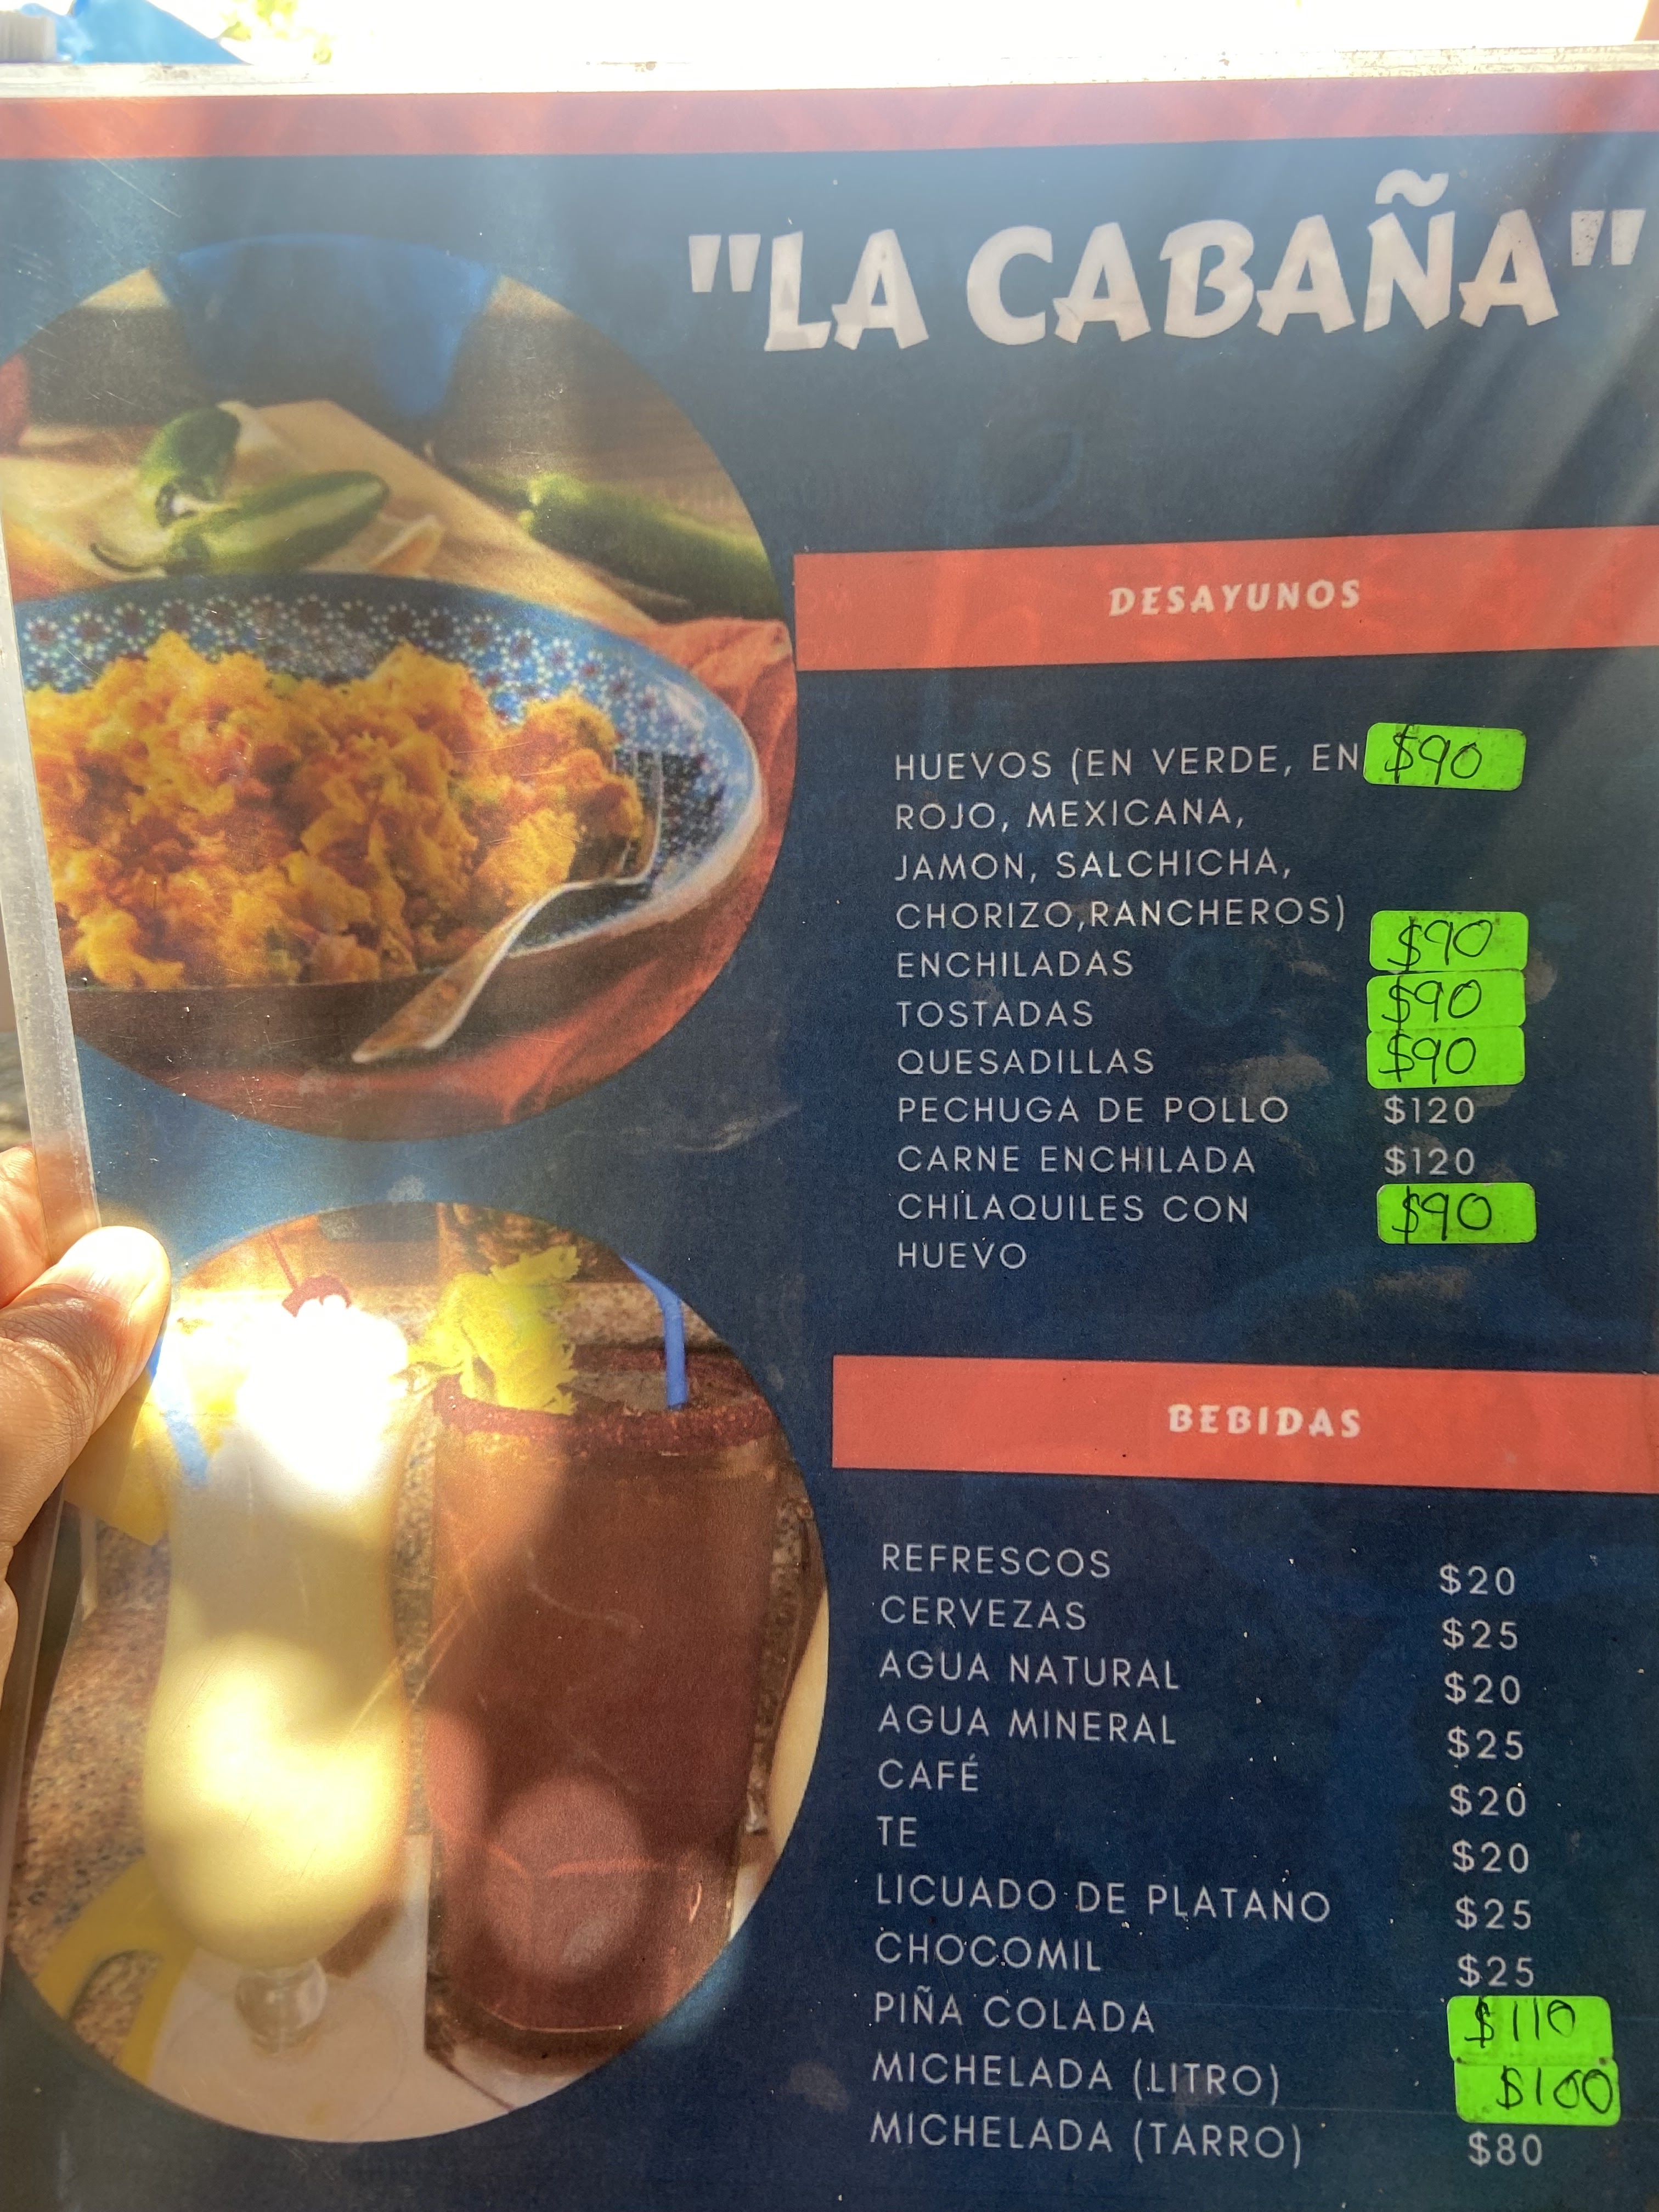 "LA CABAÑA"
DESAYUNOS
HUEVOS (EN VERDE, EN $90
ROJO, MEXICANA,
JAMON, SALCHICHA,
CHORIZO,RANCHEROS)
ENCHILADAS $90
TOSTADAS $90
QUESADILLAS $90
PECHUGA DE POLLO $120
CARNE ENCHILADA $120
CHILAQUILES CON $90
HUEVO
BEBIDAS
REFRESCOS $20
CERVEZAS $25
AGUA NATURAL $20
AGUA MINERAL $25
CAFÉ $20
TE $20
LICUADO DE PLATANO $25
CHOCOMIL $25
PIÑA COLADA $110
MICHELADA (LITRO) $100
MICHELADA (TARRO) $80